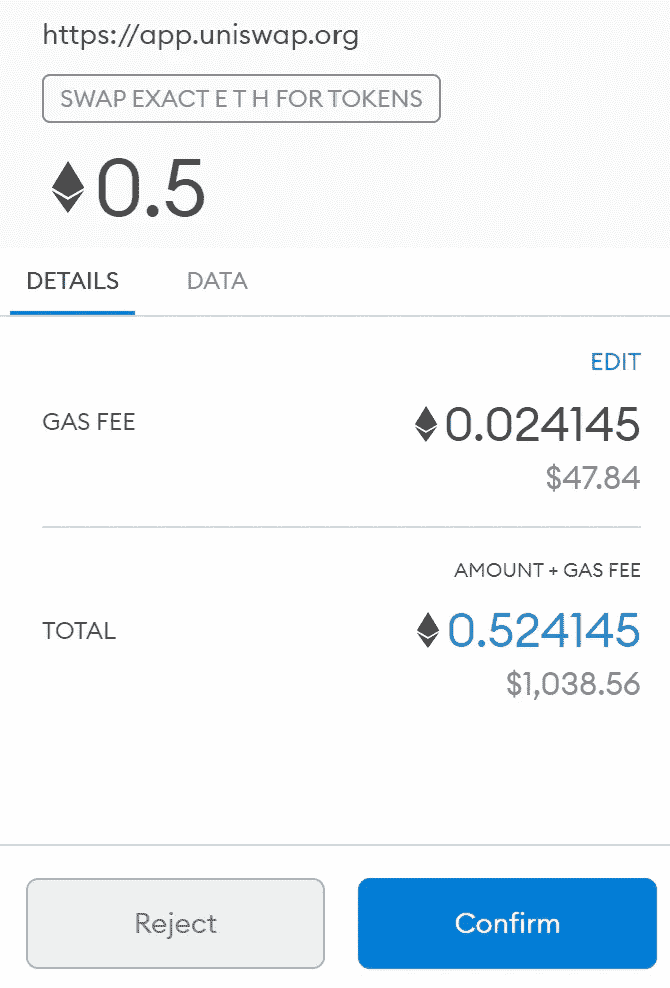 https://app.uniswap.org
SWAP EXACT E T H FOR TOKENS
0.5
DETAILS DATA
EDIT
GAS FEE 0.024145
$47.84
AMOUNT + GAS FEE
TOTAL 0.524145
$1,038.56
Reject Confirm